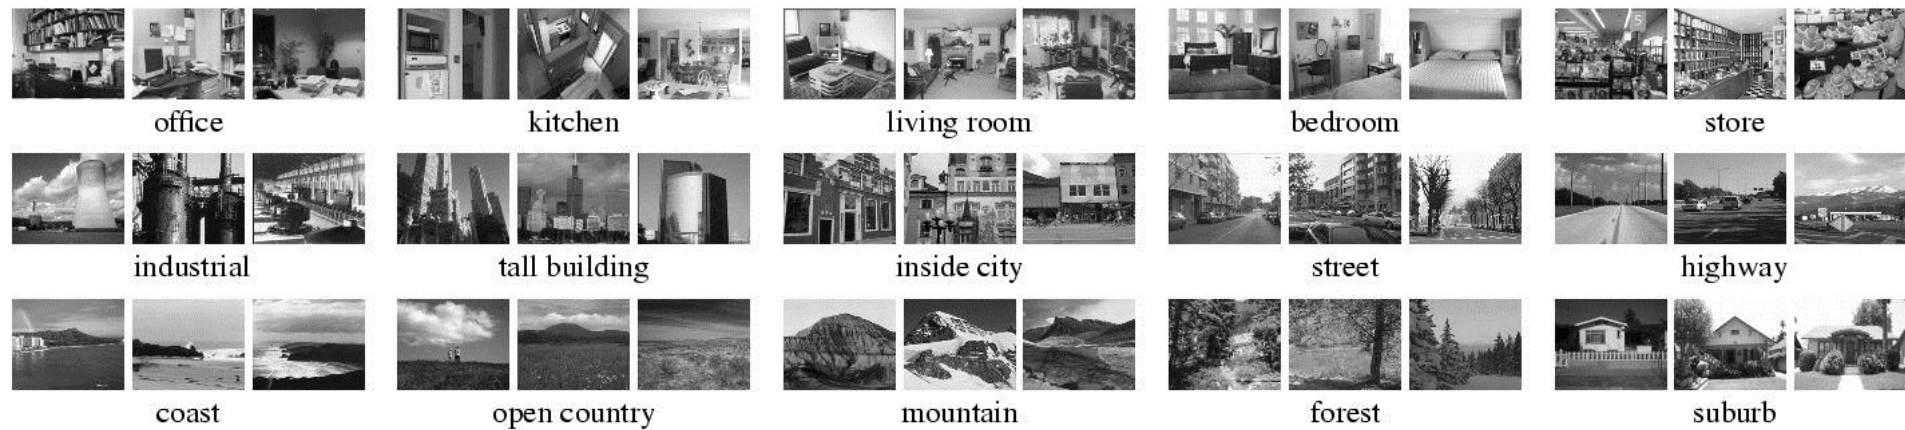 office
kitchen
living room
bedroom
store
industrial
tall building
inside city
street
highway
coast
open country
mountain
forest
suburb